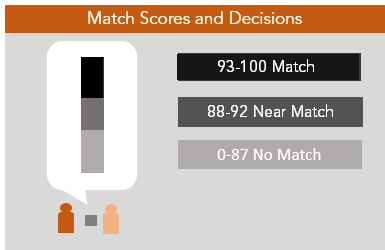 Match Scores and Decisions
93-100 Match
88-92 Near Match
0-87 No Match